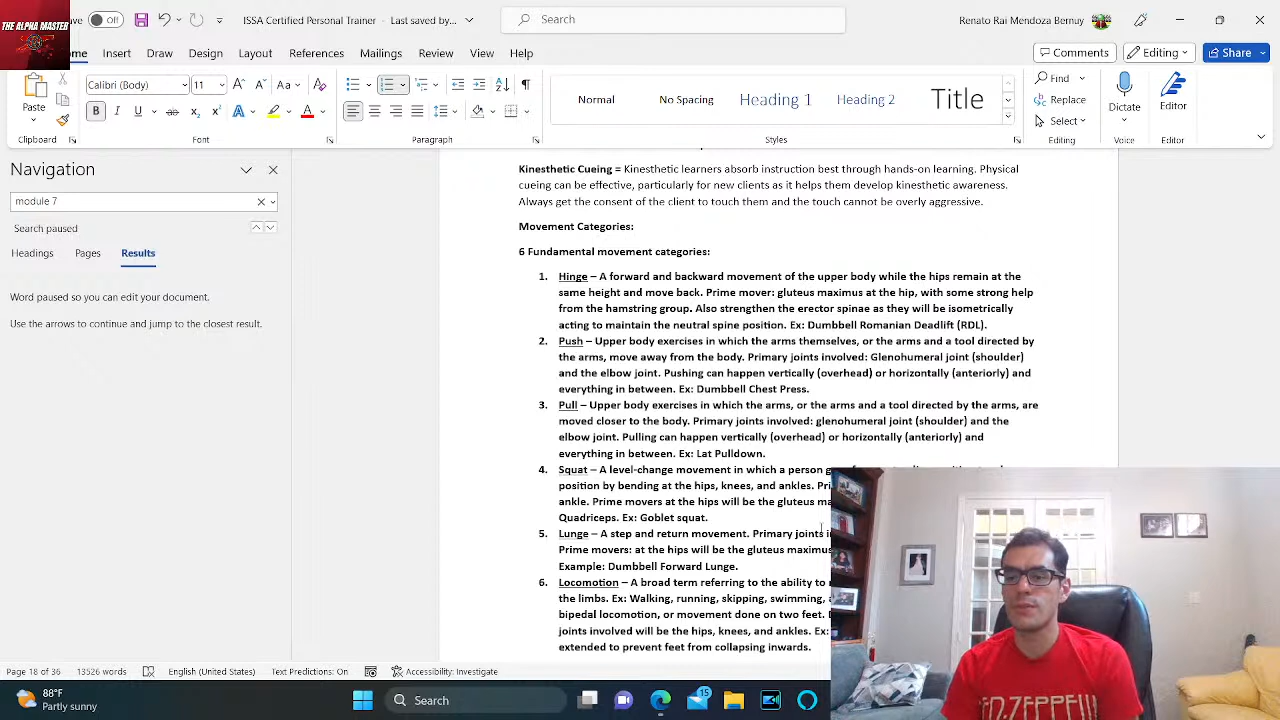 THE ALPHA MASTER
Off
ISSA Certified Personal Trainer - Last saved by...
Search
Renato Rai Mendoza Bernuy
Home Insert Draw Design Layout References Mailings Review View Help
Comments Editing Share
Paste
Calibri (Body) 11
Normal
No Spacing
Heading 1
Heading 2
Title
Find
Replace
Select
Dictate
Editor
Clipboard Font Paragraph Styles Editing Voice Editor
Navigation
module 7
Search paused
Headings Pages Results
Word paused so you can edit your document.
Use the arrows to continue and jump to the closest result.
Kinesthetic Cueing = Kinesthetic learners absorb instruction best through hands-on learning. Physical
cueing can be effective, particularly for new clients as it helps them develop kinesthetic awareness.
Always get the consent of the client to touch them and the touch cannot be overly aggressive.
Movement Categories:
6 Fundamental movement categories:
1. Hinge – A forward and backward movement of the upper body while the hips remain at the
same height and move back. Prime mover: gluteus maximus at the hip, with some strong help
from the hamstring group. Also strengthen the erector spinae as they will be isometrically
acting to maintain the neutral spine position. Ex: Dumbbell Romanian Deadlift (RDL).
2. Push – Upper body exercises in which the arms themselves, or the arms and a tool directed by
the arms, move away from the body. Primary joints involved: Glenohumeral joint (shoulder)
and the elbow joint. Pushing can happen vertically (overhead) or horizontally (anteriorly) and
everything in between. Ex: Dumbbell Chest Press.
3. Pull – Upper body exercises in which the arms, or the arms and a tool directed by the arms, are
moved closer to the body. Primary joints involved: glenohumeral joint (shoulder) and the
elbow joint. Pulling can happen vertically (overhead) or horizontally (anteriorly) and
everything in between. Ex: Lat Pulldown.
4. Squat – A level-change movement in which a person
position by bending at the hips, knees, and ankles.
ankle. Prime movers at the hips will be the gluteus
Quadriceps. Ex: Goblet squat.
5. Lunge – A step and return movement. Primary joints
Prime movers: at the hips will be the gluteus maximus
Example: Dumbbell Forward Lunge.
6. Locomotion – A broad term referring to the ability to
the limbs. Ex: Walking, running, skipping, swimming,
bipedal locomotion, or movement done on two feet.
joints involved will be the hips, knees, and ankles. Ex:
extended to prevent feet from collapsing inwards.
LED-ZEPPELIN
Page 18 of 36 13526 words English (United States) Text Predictions: On Accessibility: Investigate
88°F
Partly sunny
Search
15